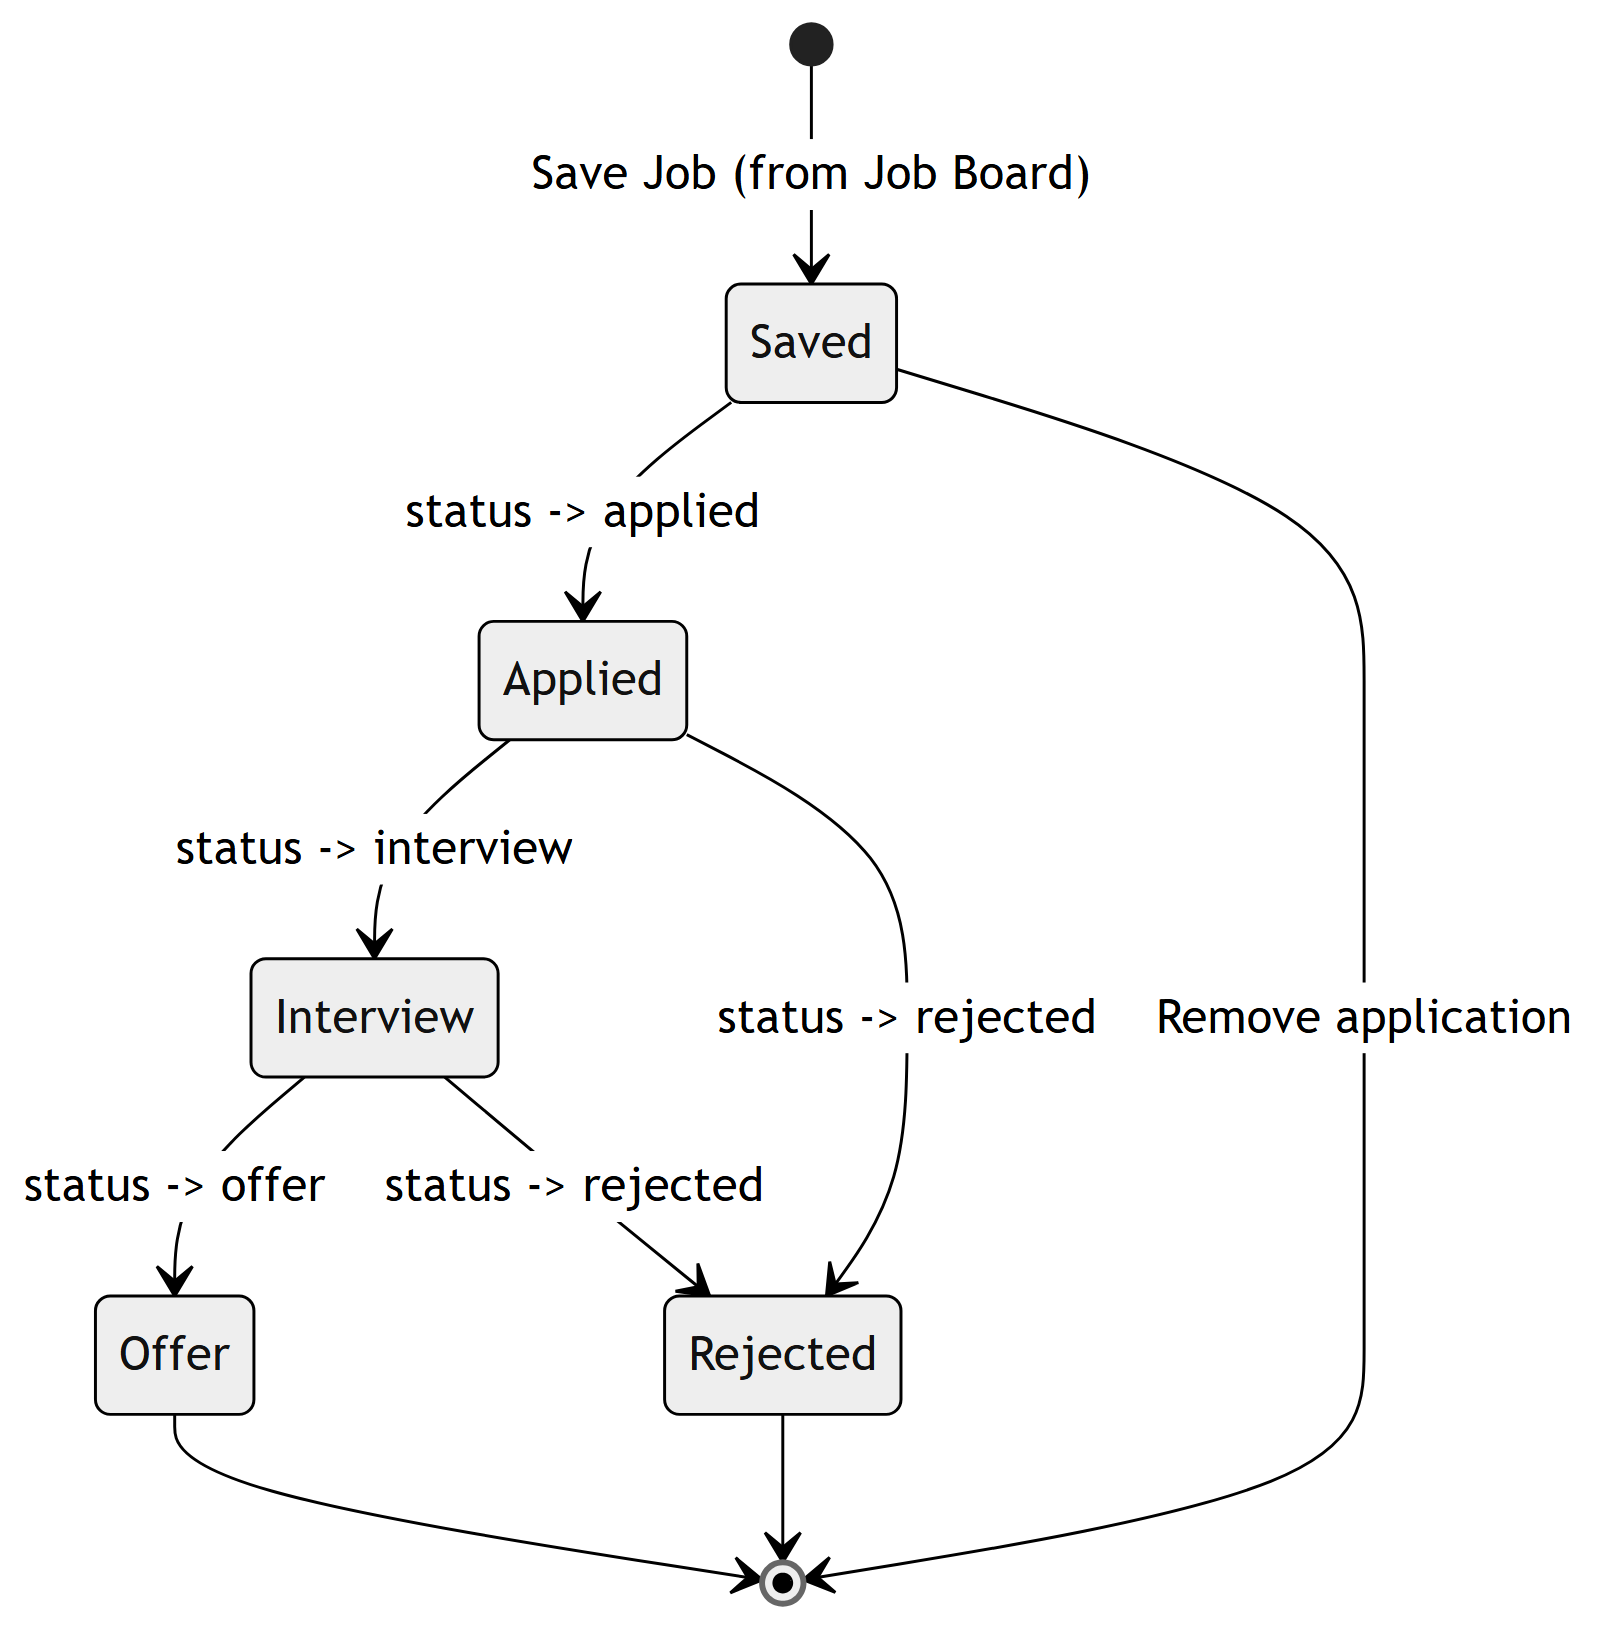 Save Job (from Job Board)
Saved
status -> applied
Applied
status -> interview
Interview
status -> rejected
Remove application
status -> offer
status -> rejected
Offer
Rejected